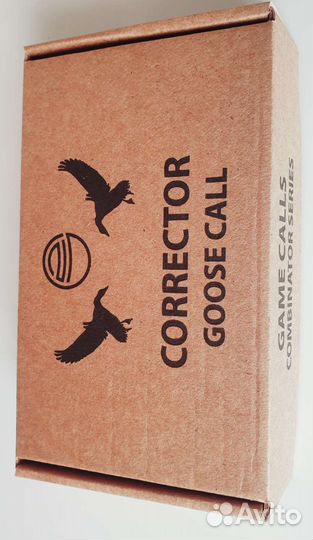 CORRECTOR
GOOSE CALL
GAME CALLS
COMBINATOR SERIES
Avito